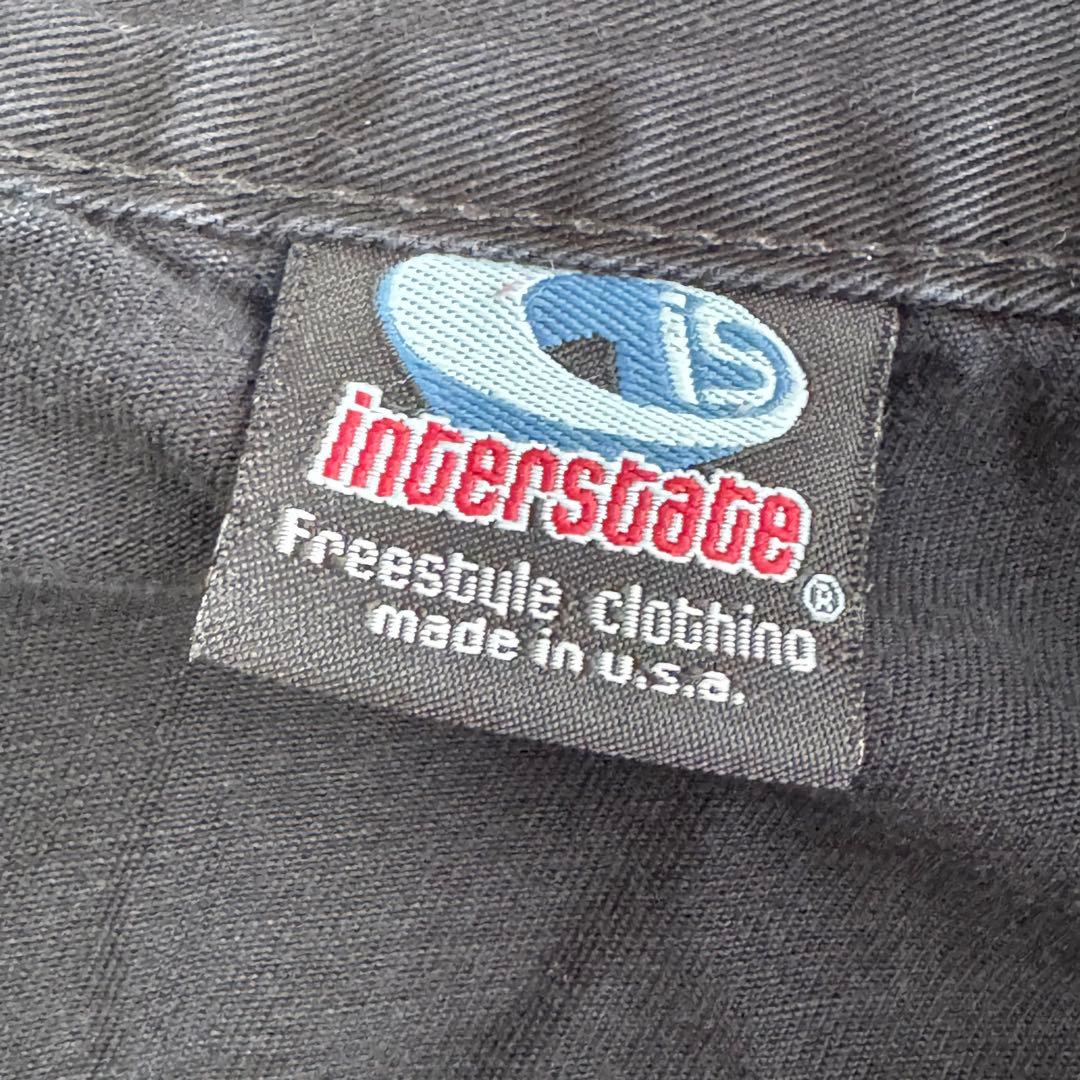 is
interstate
®
Freestyle clothing
made in u.s.a.